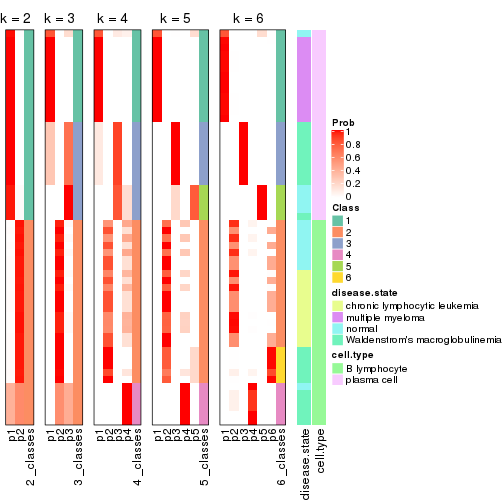 k = 2 k = 3 k = 4 k = 5 k = 6
Prob
1
0.8
0.6
0.4
0.2
0
Class
1
2
3
4
5
6
disease.state
chronic lymphocytic leukemia
multiple myeloma
normal
Waldenstrom's macroglobulinemia
cell.type
B lymphocyte
plasma cell
p1
p2
2_classes
p1
p2
p3
3_classes
p1
p2
p3
p4
4_classes
p1
p2
p3
p4
p5
5_classes
p1
p2
p3
p4
p5
p6
6_classes
disease.state
cell.type